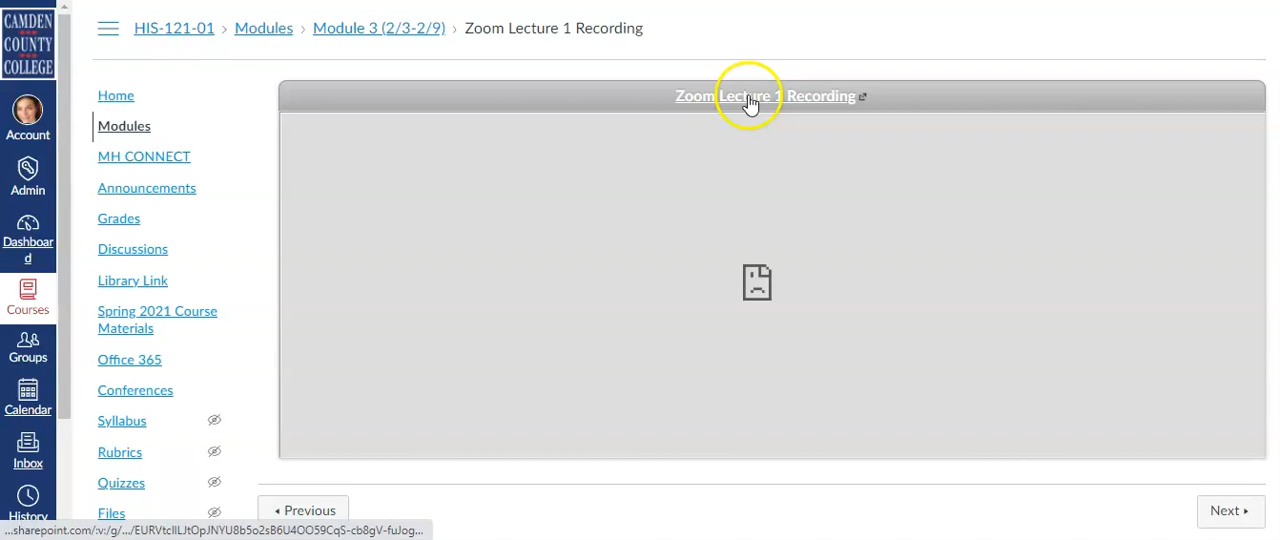 CAMDEN
COUNTY
COLLEGE
HIS-121-01 › Modules › Module 3 (2/3-2/9) › Zoom Lecture 1 Recording
Account
Admin
Dashboar
d
Courses
Groups
Calendar
Inbox
History
Home
Modules
MH CONNECT
Announcements
Grades
Discussions
Library Link
Spring 2021 Course
Materials
Office 365
Conferences
Syllabus
Rubrics
Quizzes
Files
Zoom Lecture 1 Recording
Previous
Next
...sharepoint.com/:v:/g/.../EURVtcIlLJtOpJNYU8b5o2sB6U4OO59CqS-cb8gV-fuJog...